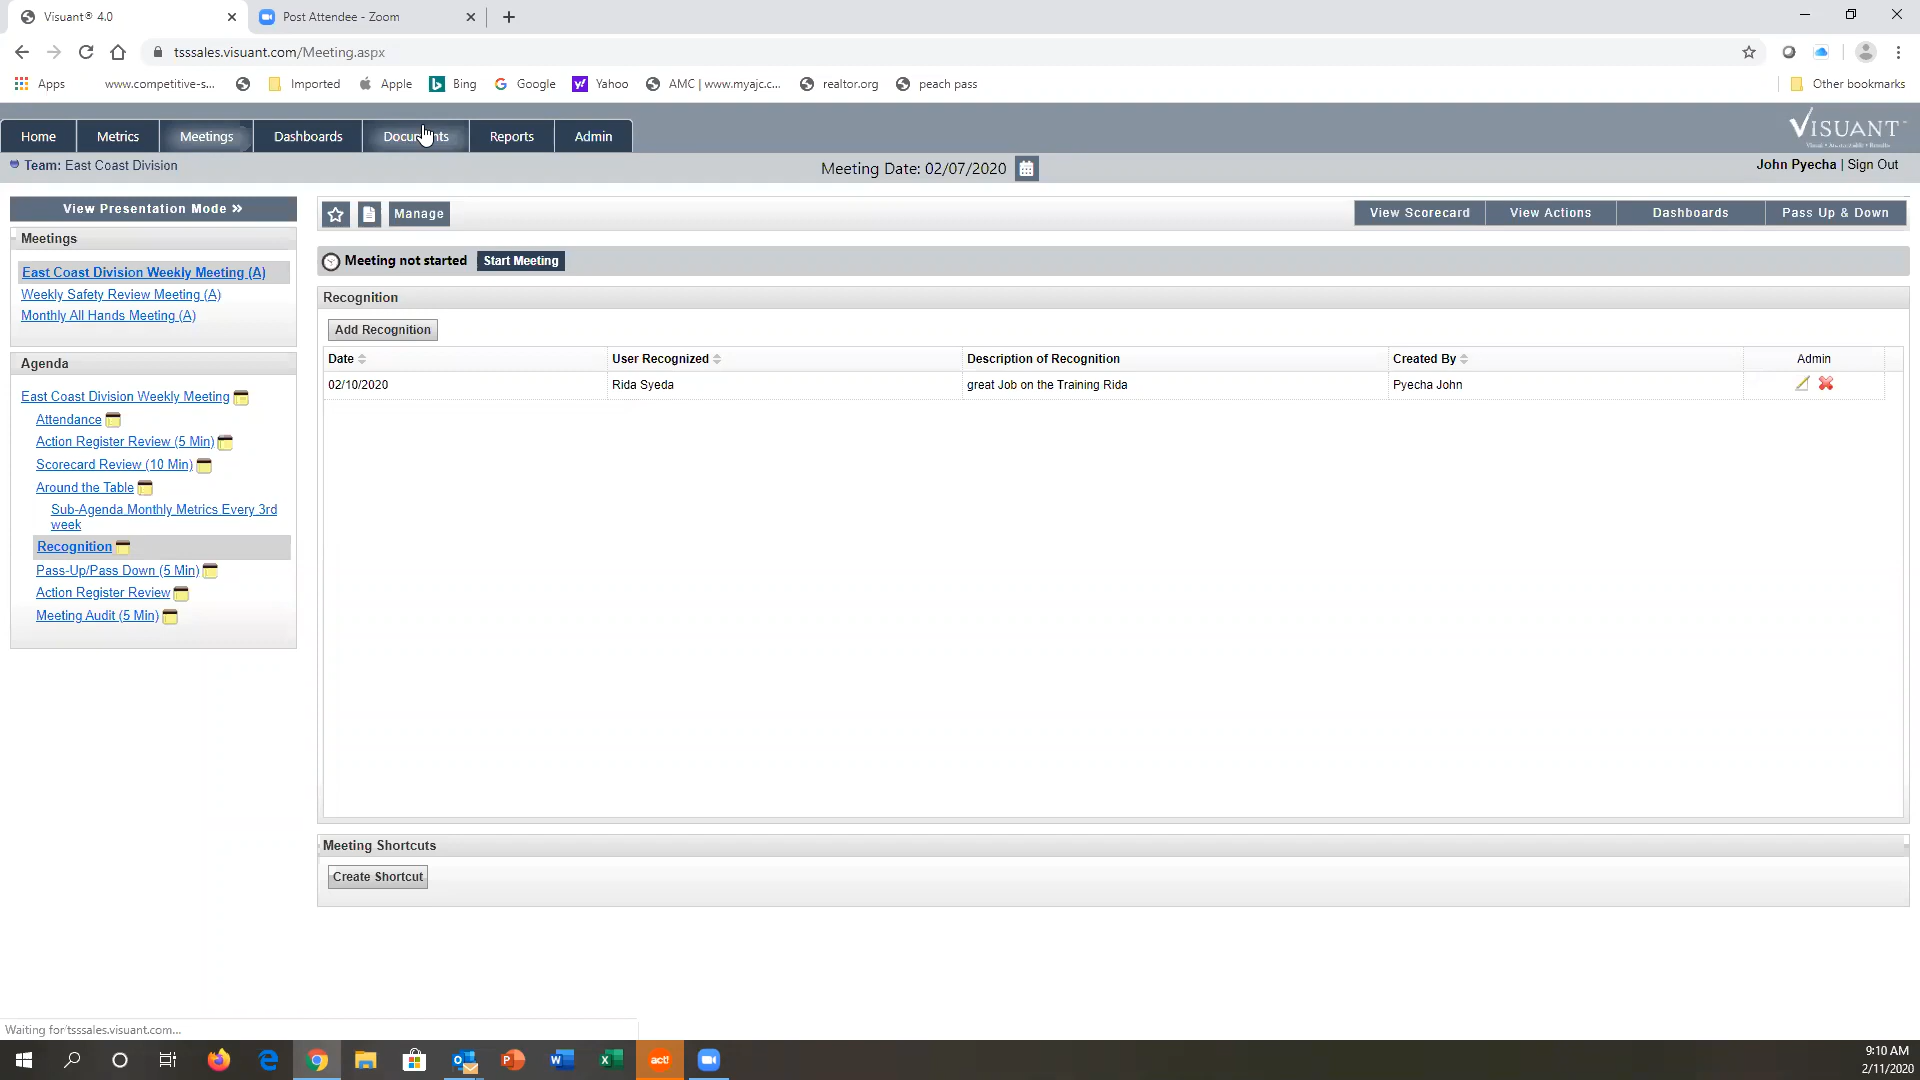 Visuant® 4.0
Post Attendee - Zoom
tsssales.visuant.com/Meeting.aspx
Apps
www.competitive-s...
Imported
Apple
Bing
Google
Yahoo
AMC | www.myajc.c...
realtor.org
peach pass
Other bookmarks
Home
Metrics
Meetings
Dashboards
Documents
Reports
Admin
VISUANT
Team: East Coast Division
Meeting Date: 02/07/2020
John Pyecha | Sign Out
View Presentation Mode »
Manage
View Scorecard
View Actions
Dashboards
Pass Up & Down
Meetings
East Coast Division Weekly Meeting (A)
Weekly Safety Review Meeting (A)
Monthly All Hands Meeting (A)
Agenda
East Coast Division Weekly Meeting
Attendance
Action Register Review (5 Min)
Scorecard Review (10 Min)
Around the Table
Sub-Agenda Monthly Metrics Every 3rd
week
Recognition
Pass-Up/Pass Down (5 Min)
Action Register Review
Meeting Audit (5 Min)
Meeting not started
Start Meeting
Recognition
Add Recognition
Date
User Recognized
Description of Recognition
Created By
Admin
02/10/2020
Rida Syeda
great Job on the Training Rida
Pyecha John
Meeting Shortcuts
Create Shortcut
Waiting for tsssales.visuant.com...
act!
9:10 AM
2/11/2020